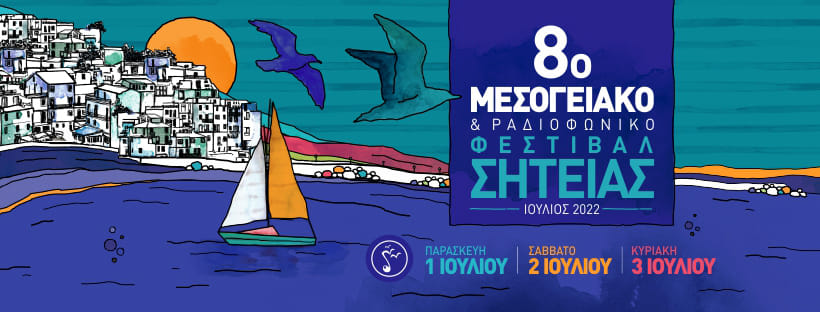 8ο
ΜΕΣΟΓΕΙΑΚΟ
& ΡΑΔΙΟΦΩΝΙΚΟ
ΦΕΣΤΙΒΑΛ
ΣΗΤΕΙΑΣ
ΙΟΥΛΙΟΣ 2022
ΠΑΡΑΣΚΕΥΗ
1 ΙΟΥΛΙΟΥ
ΣΑΒΒΑΤΟ
2 ΙΟΥΛΙΟΥ
ΚΥΡΙΑΚΗ
3 ΙΟΥΛΙΟΥ